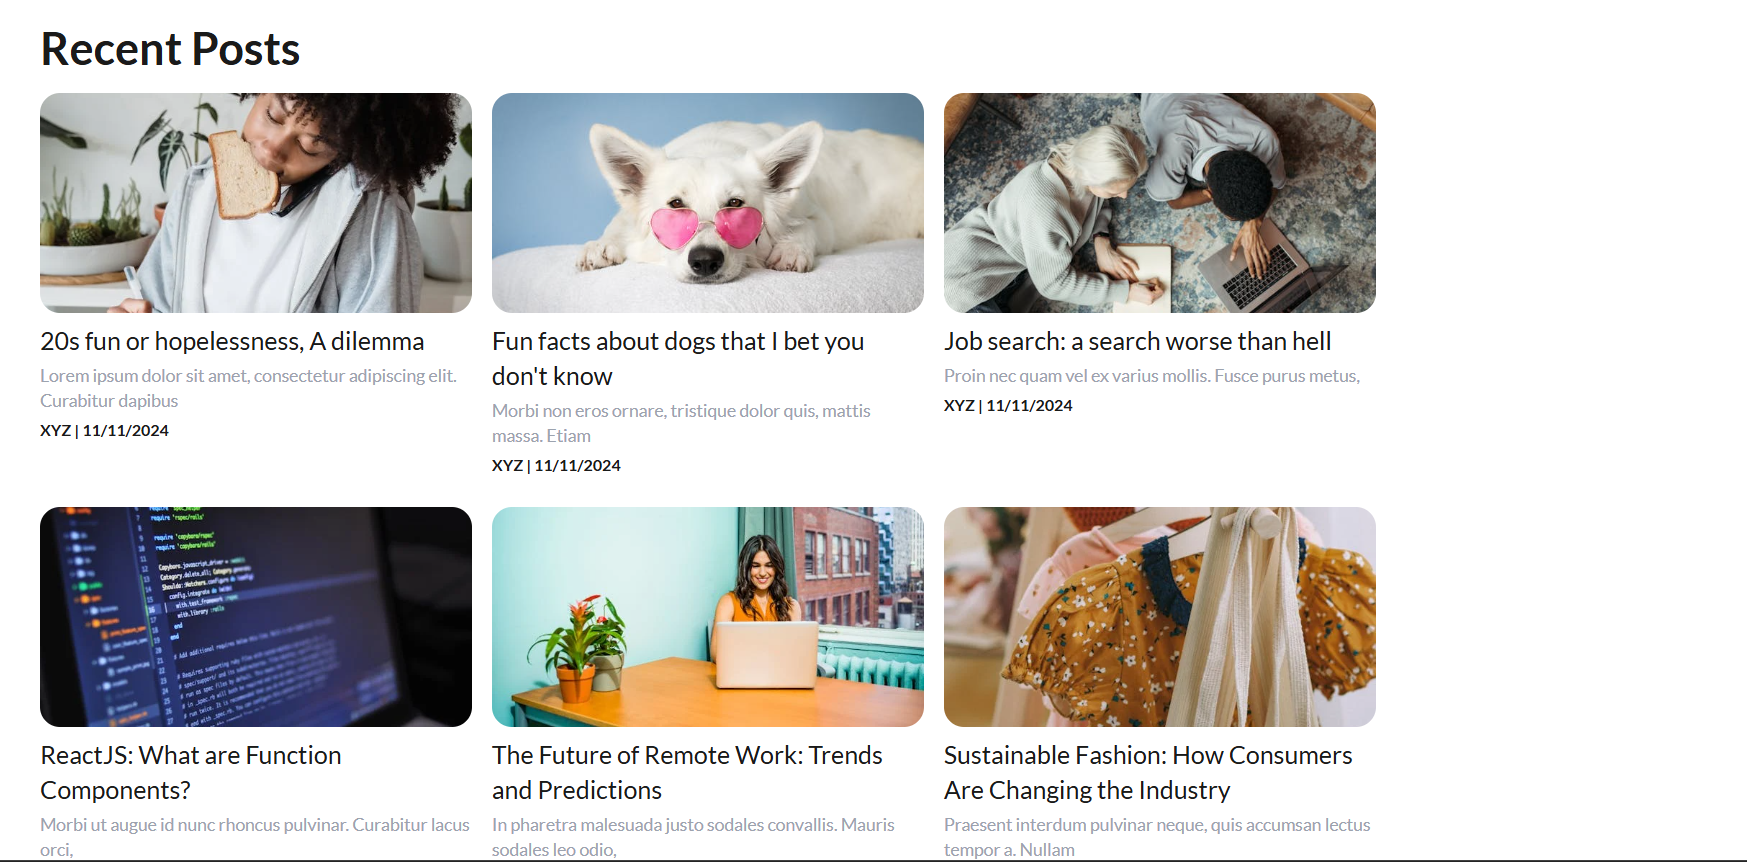 Recent Posts
20s fun or hopelessness, A dilemma
Lorem ipsum dolor sit amet, consectetur adipiscing elit.
Curabitur dapibus
XYZ | 11/11/2024
Fun facts about dogs that I bet you
don't know
Morbi non eros ornare, tristique dolor quis, mattis
massa. Etiam
XYZ | 11/11/2024
Job search: a search worse than hell
Proin nec quam vel ex varius mollis. Fusce purus metus,
XYZ | 11/11/2024
ReactJS: What are Function
Components?
Morbi ut augue id nunc rhoncus pulvinar. Curabitur lacus
orci,
The Future of Remote Work: Trends
and Predictions
In pharetra malesuada justo sodales convallis. Mauris
sodales leo odio,
Sustainable Fashion: How Consumers
Are Changing the Industry
Praesent interdum pulvinar neque, quis accumsan lectus
tempor a. Nullam